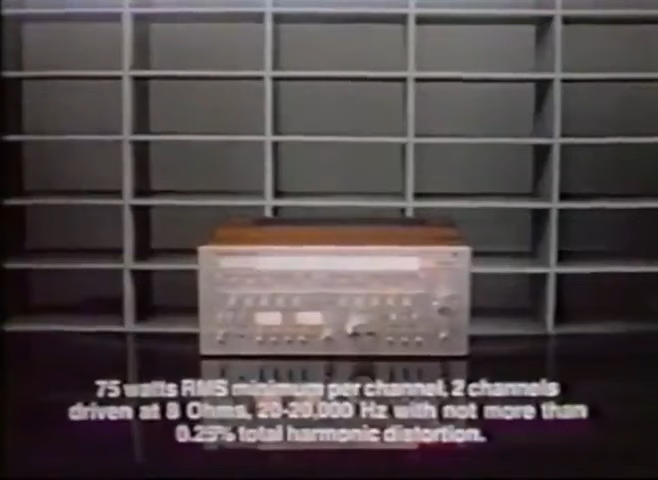 75 watts RMS minimum per channel, 2 channels
driven at 8 Ohms, 20-20,000 Hz with not more than
0.25% total harmonic distortion.